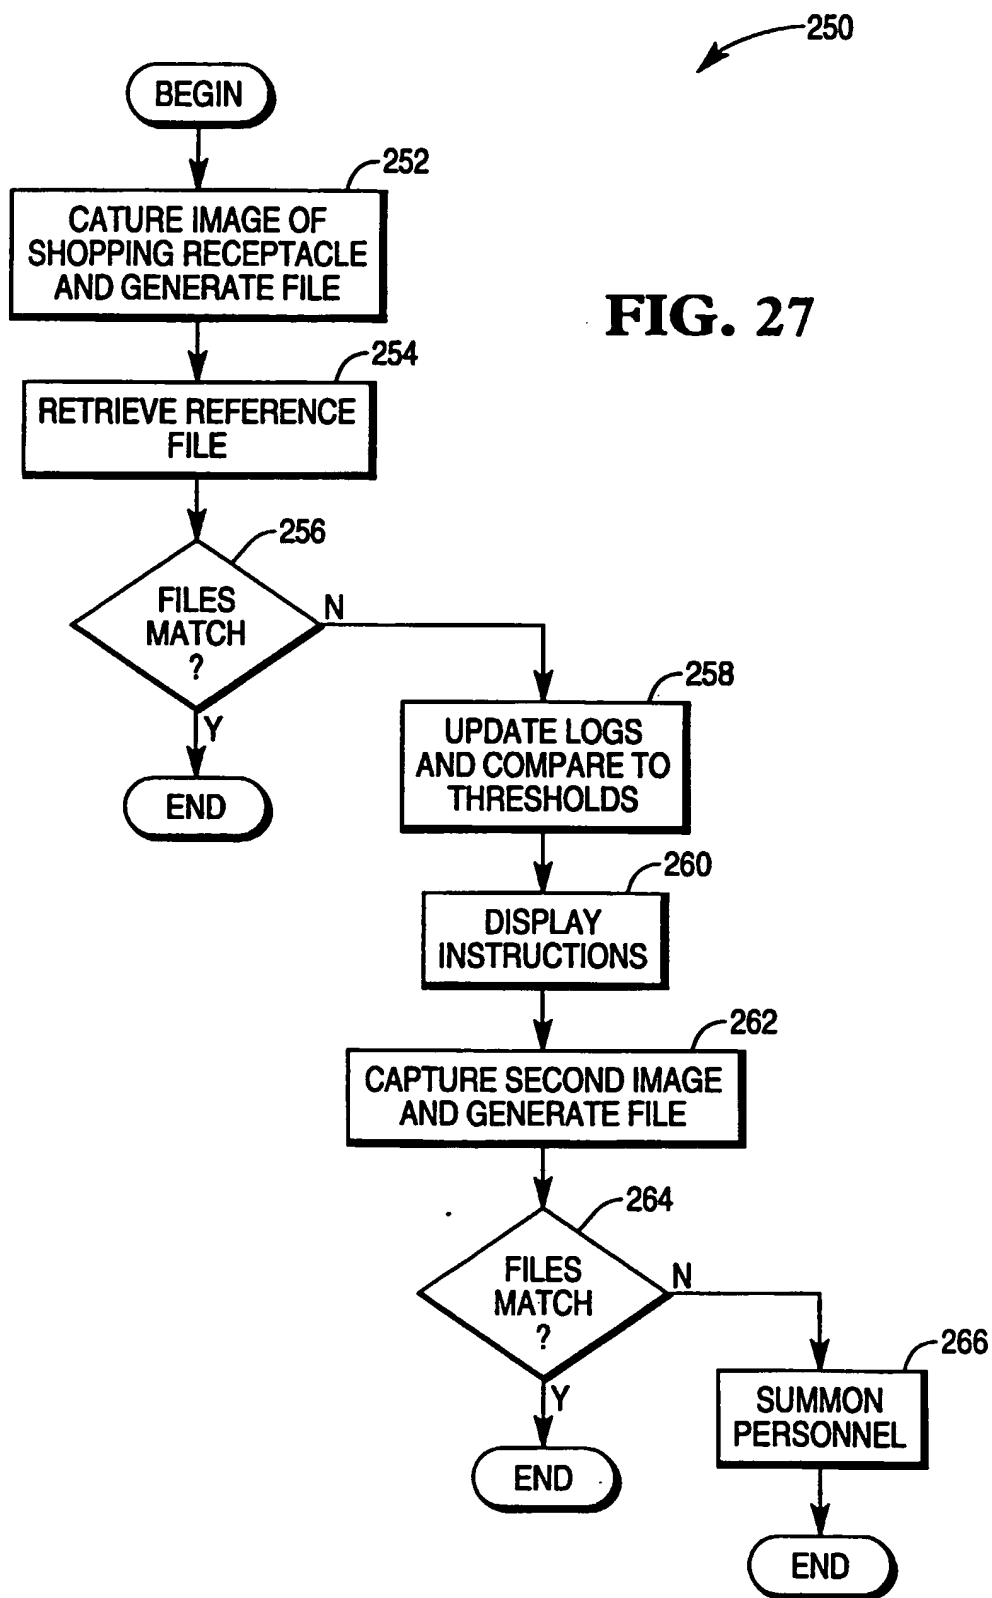 250
BEGIN
252
CATURE IMAGE OF
SHOPPING RECEPTACLE
AND GENERATE FILE
FIG. 27
254
RETRIEVE REFERENCE
FILE
256
FILES
MATCH
?
N
Y
END
258
UPDATE LOGS
AND COMPARE TO
THRESHOLDS
260
DISPLAY
INSTRUCTIONS
262
CAPTURE SECOND IMAGE
AND GENERATE FILE
264
FILES
MATCH
?
N
Y
END
266
SUMMON
PERSONNEL
END